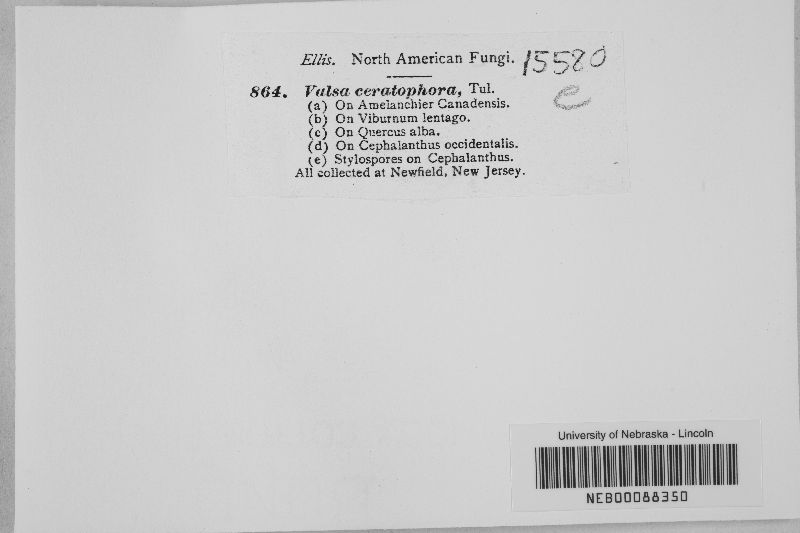 Ellis. North American Fungi. 15580
e
864. Valsa ceratophora, Tul.
(a) On Amelanchier Canadensis.
(b) On Viburnum lentago.
(c) On Quercus alba.
(d) On Cephalanthus occidentalis.
(e) Stylospores on Cephalanthus.
All collected at Newfield, New Jersey.
University of Nebraska - Lincoln
NEB00088350